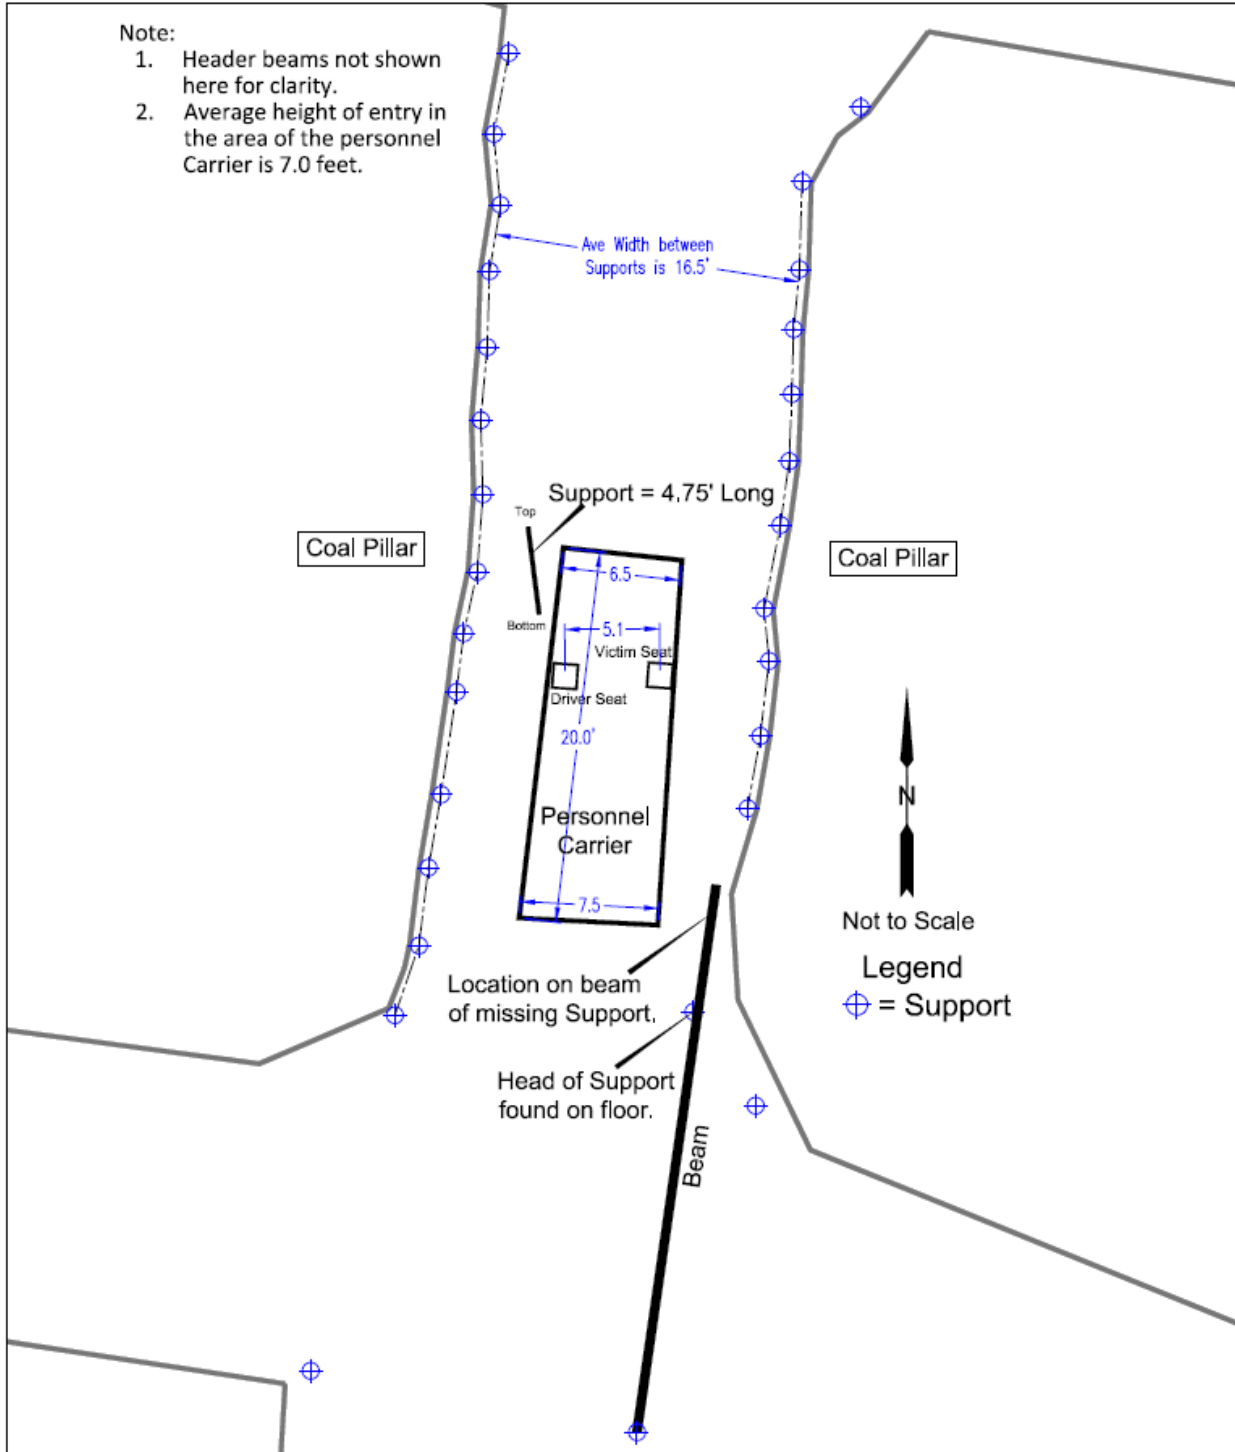 Note:
1. Header beams not shown
here for clarity.
2. Average height of entry in
the area of the personnel
Carrier is 7.0 feet.
Ave Width between
Supports is 16.5'
Support = 4.75' Long
Top
Coal Pillar
Coal Pillar
6.5
Bottom
5.1
Victim Seat
Driver Seat
20.0'
Personnel
Carrier
N
7.5
Not to Scale
Legend
= Support
Location on beam
of missing Support.
Head of Support
found on floor.
Beam